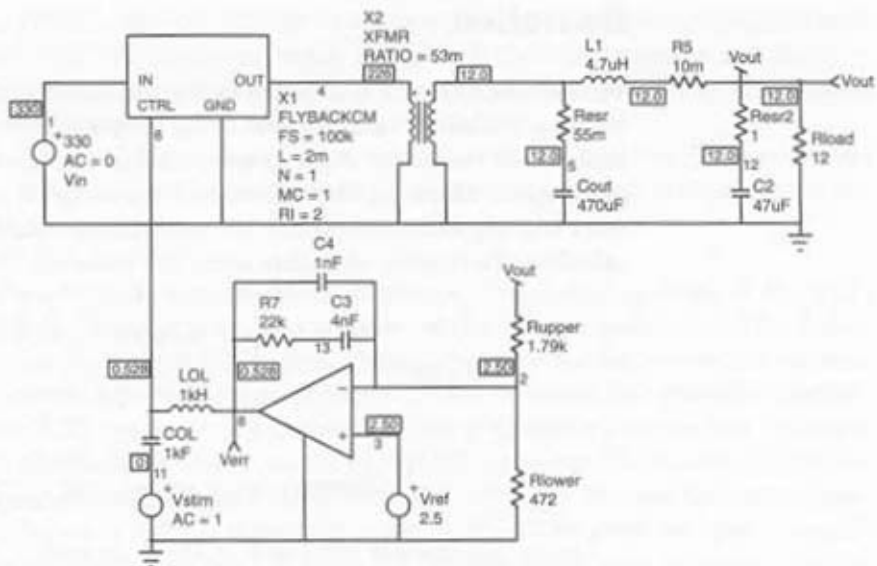 X2
XFMR
RATIO = 53m
226
12.0
L1
4.7uH
R5
10m
12.0
Vout
12.0
Vout
IN
OUT
CTRL
GND
4
330
1
6
330
AC = 0
Vin
X1
FLYBACKCM
FS = 100k
L = 2m
N = 1
MC = 1
RI = 2
Resr
55m
12.0
5
Cout
470uF
Resr2
1
12.0
12
C2
47uF
Rload
12
C4
1nF
R7
22k
C3
4nF
13
Vout
Rupper
1.79k
2.50
2
0.528
LOL
1kH
0.528
8
Verr
2.50
3
COL
1kF
0
11
Vstim
AC = 1
Vref
2.5
Rlower
472